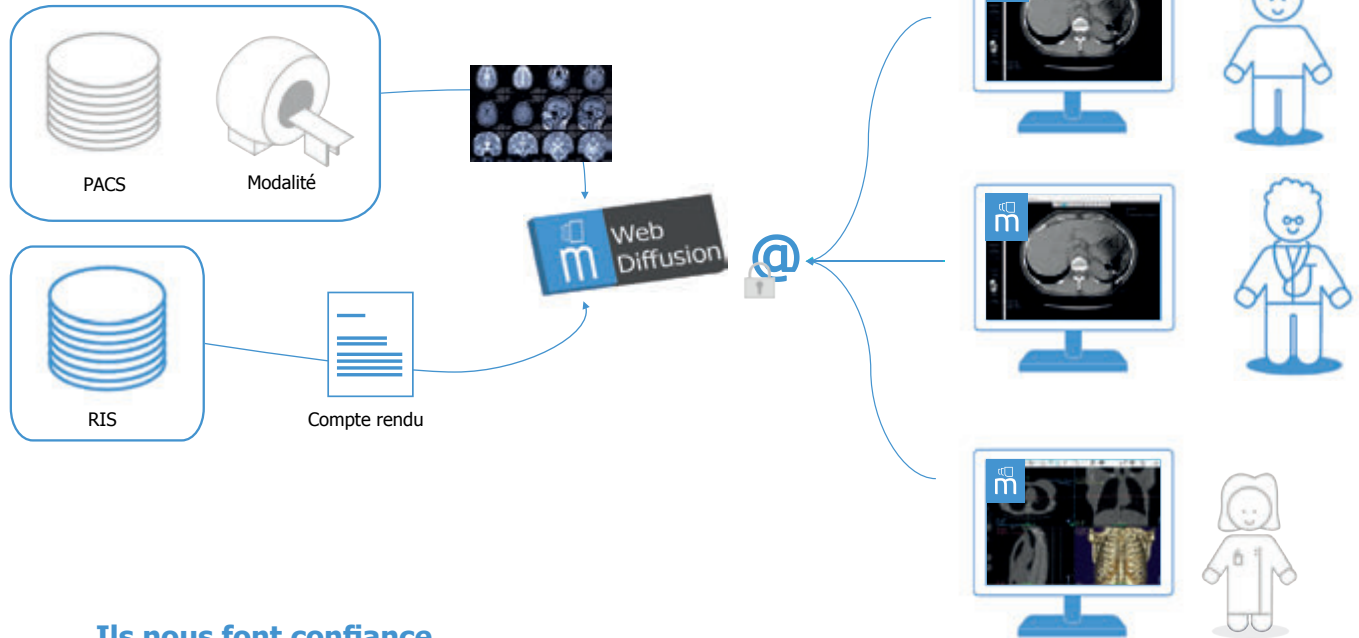 PACS
Modalité
m
Web
Diffusion
@
RIS
Compte rendu
m
m
Ils nous font confiance